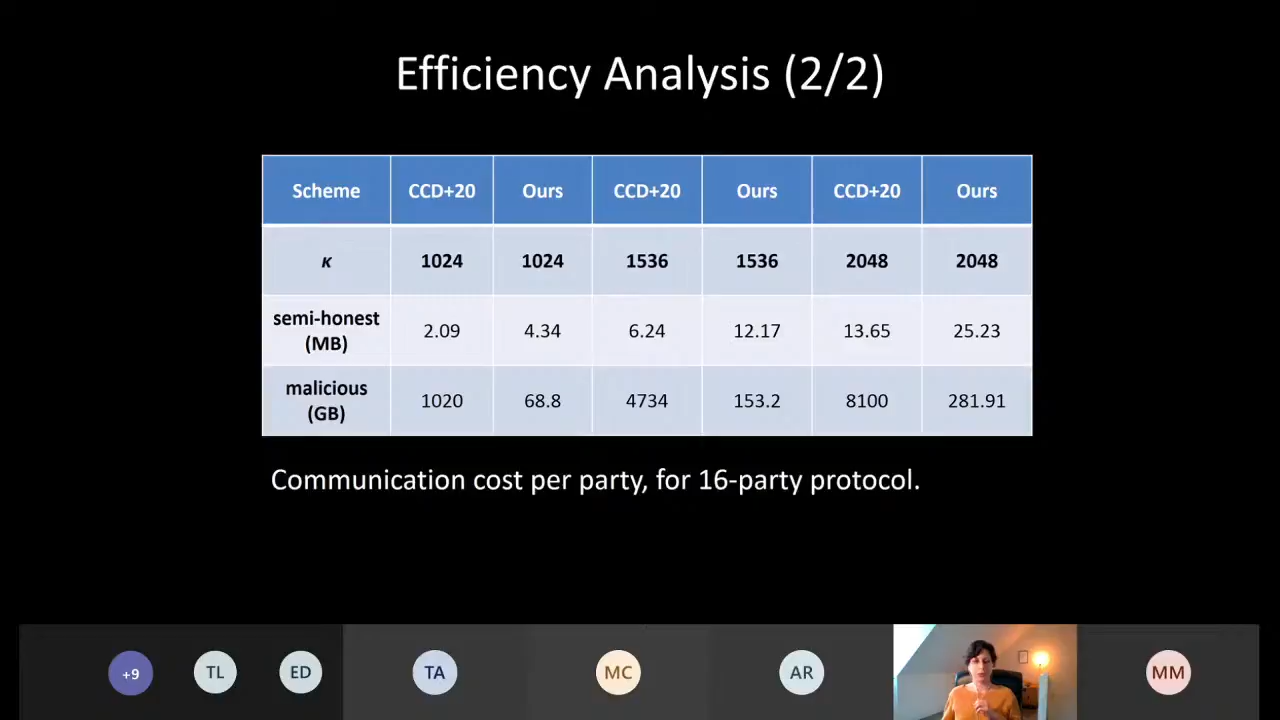 Efficiency Analysis (2/2)
Scheme CCD+20 Ours CCD+20 Ours CCD+20 Ours
κ 1024 1024 1536 1536 2048 2048
semi-honest (MB) 2.09 4.34 6.24 12.17 13.65 25.23
malicious (GB) 1020 68.8 4734 153.2 8100 281.91
Communication cost per party, for 16-party protocol.
+9 TL ED TA MC AR MM